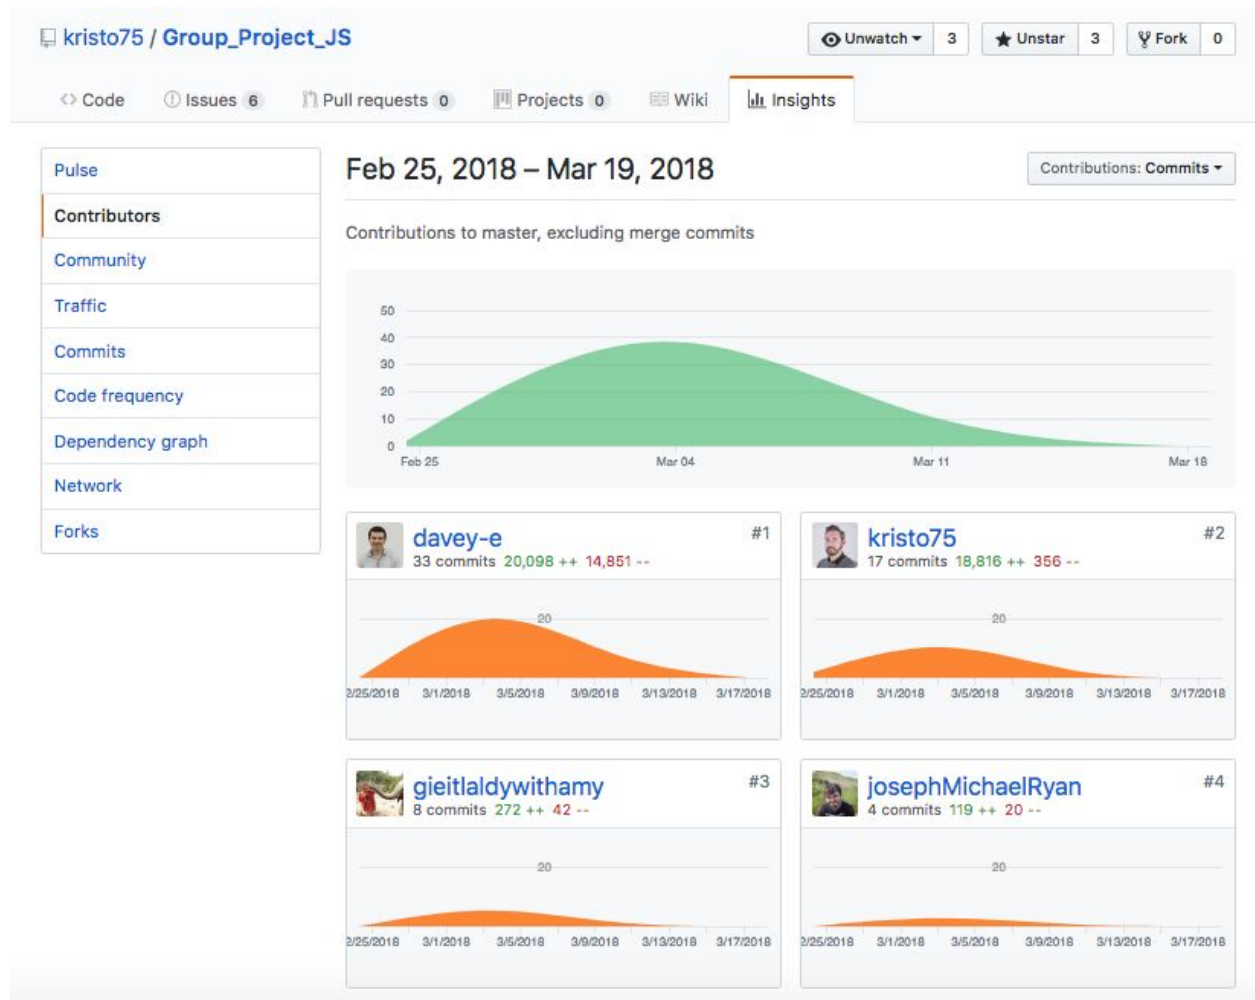 kristo75 / Group_Project_JS
Unwatch 3 Unstar 3 Fork 0
Code Issues 6 Pull requests 0 Projects 0 Wiki Insights
Pulse
Contributors
Community
Traffic
Commits
Code frequency
Dependency graph
Network
Forks
Feb 25, 2018 – Mar 19, 2018
Contributions: Commits
Contributions to master, excluding merge commits
50
40
30
20
10
0
Feb 25 Mar 04 Mar 11 Mar 18
davey-e #1
33 commits 20,098 ++ 14,851 --
20
2/25/2018 3/1/2018 3/5/2018 3/9/2018 3/13/2018 3/17/2018
kristo75 #2
17 commits 18,816 ++ 356 --
20
2/25/2018 3/1/2018 3/5/2018 3/9/2018 3/13/2018 3/17/2018
gieitlaldywithamy #3
8 commits 272 ++ 42 --
20
2/25/2018 3/1/2018 3/5/2018 3/9/2018 3/13/2018 3/17/2018
josephMichaelRyan #4
4 commits 119 ++ 20 --
20
2/25/2018 3/1/2018 3/5/2018 3/9/2018 3/13/2018 3/17/2018